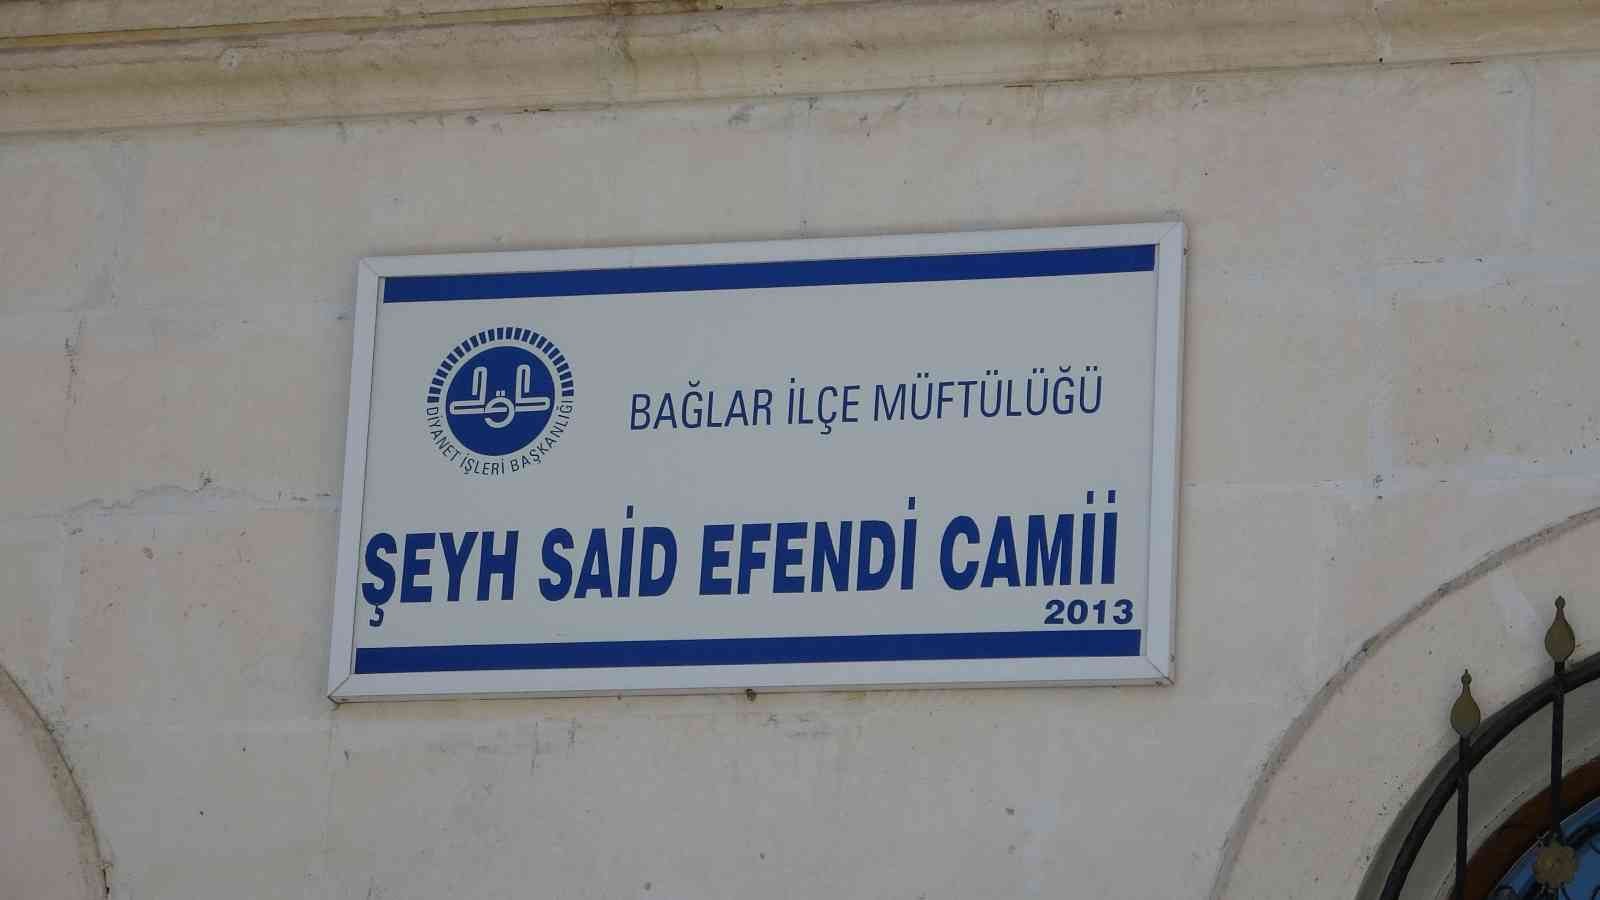 DİYANET İŞLERİ BAŞKANLIĞI
BAĞLAR İLÇE MÜFTÜLÜĞÜ
ŞEYH SAİD EFENDİ CAMİİ
2013